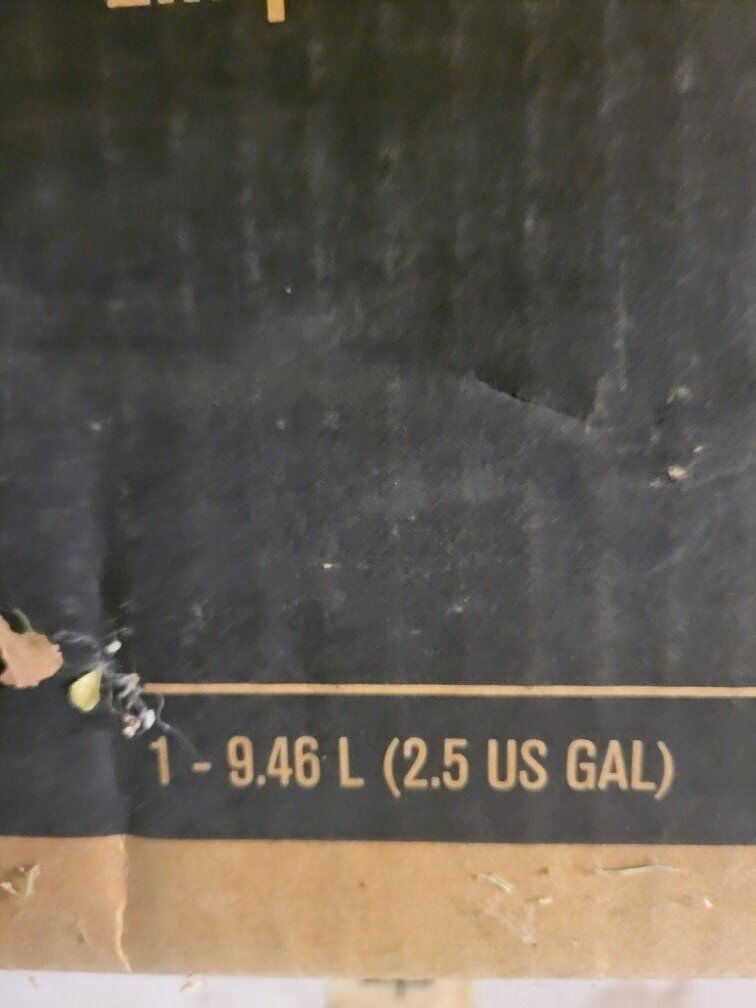 1 - 9.46 L (2.5 US GAL)